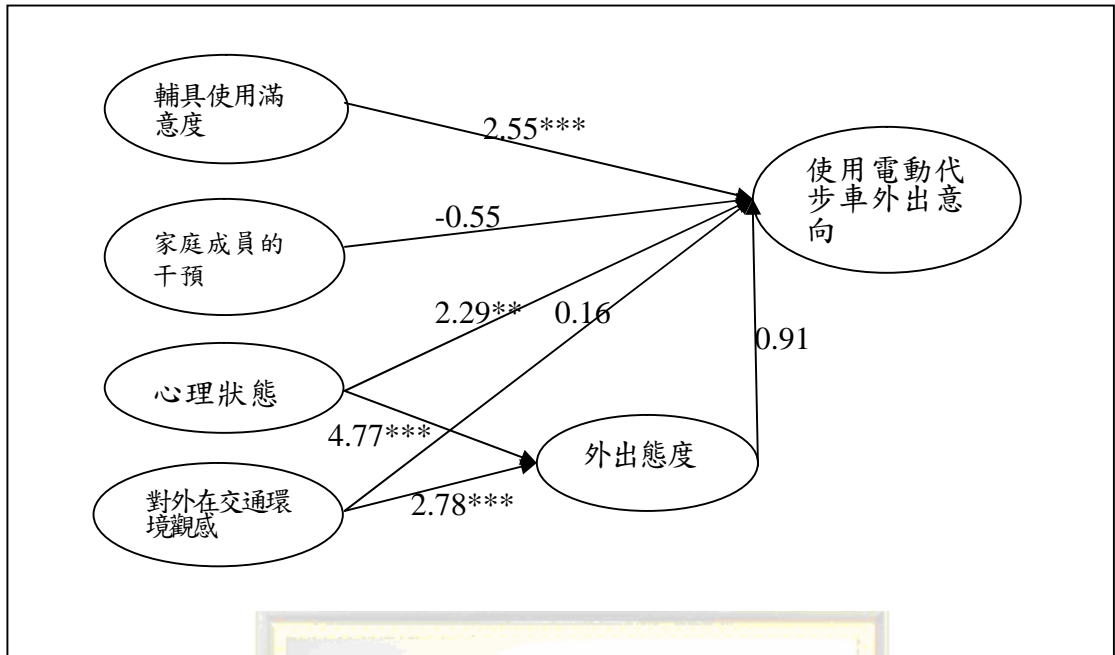 輔具使用滿
意度
2.55***
使用電動代
步車外出意
向
-0.55
家庭成員的
干預
2.29**
0.16
0.91
心理狀態
4.77***
外出態度
2.78***
對外在交通環
境觀感